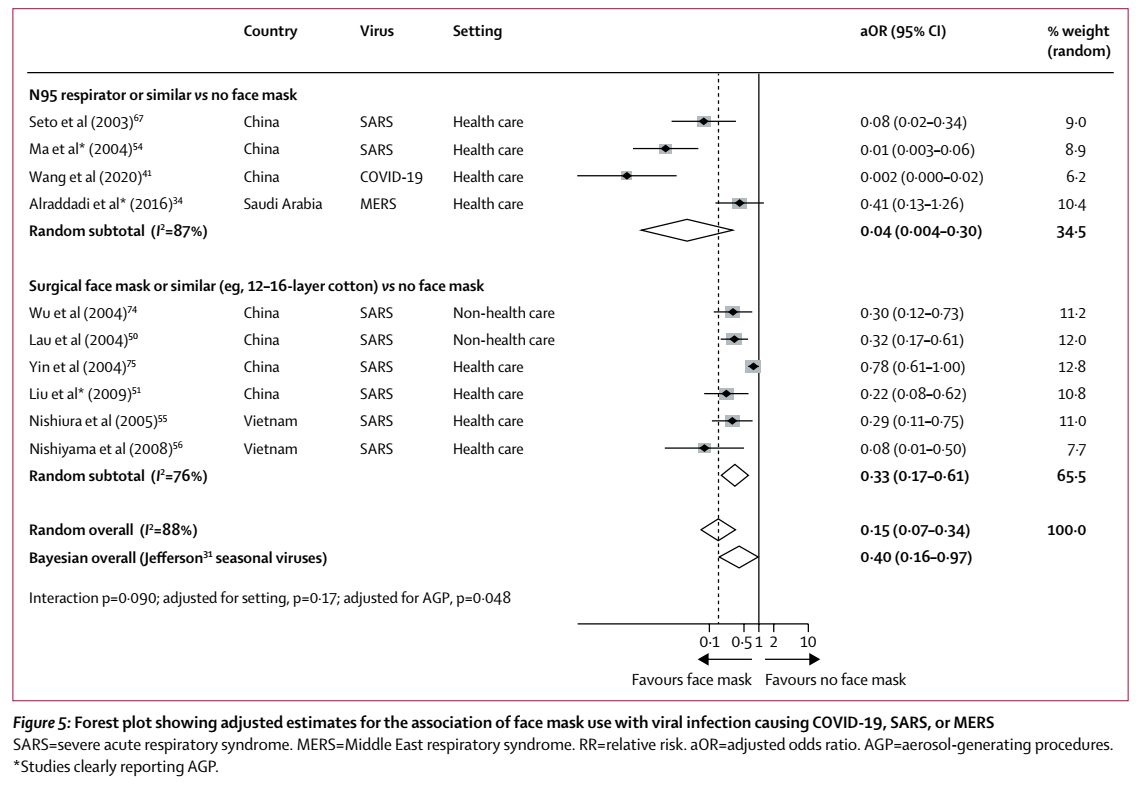 Country Virus Setting aOR (95% CI) % weight
(random)
N95 respirator or similar vs no face mask
Seto et al (2003)⁶⁷ China SARS Health care 0·08 (0·02–0·34) 9·0
Ma et al* (2004)⁵⁴ China SARS Health care 0·01 (0·003–0·06) 8·9
Wang et al (2020)⁴¹ China COVID-19 Health care 0·002 (0·000–0·02) 6·2
Alraddadi et al* (2016)³⁴ Saudi Arabia MERS Health care 0·41 (0·13–1·26) 10·4
Random subtotal (I²=87%) 0·04 (0·004–0·30) 34·5
Surgical face mask or similar (eg, 12–16-layer cotton) vs no face mask
Wu et al (2004)⁷⁴ China SARS Non-health care 0·30 (0·12–0·73) 11·2
Lau et al (2004)⁵⁰ China SARS Non-health care 0·32 (0·17–0·61) 12·0
Yin et al (2004)⁷⁵ China SARS Health care 0·78 (0·61–1·00) 12·8
Liu et al* (2009)⁵¹ China SARS Health care 0·22 (0·08–0·62) 10·8
Nishiura et al (2005)⁵⁵ Vietnam SARS Health care 0·29 (0·11–0·75) 11·0
Nishiyama et al (2008)⁵⁶ Vietnam SARS Health care 0·08 (0·01–0·50) 7·7
Random subtotal (I²=76%) 0·33 (0·17–0·61) 65·5
Random overall (I²=88%) 0·15 (0·07–0·34) 100·0
Bayesian overall (Jefferson³¹ seasonal viruses) 0·40 (0·16–0·97)
Interaction p=0·090; adjusted for setting, p=0·17; adjusted for AGP, p=0·048
0·1 0·5 1 2 10
Favours face mask Favours no face mask
Figure 5: Forest plot showing adjusted estimates for the association of face mask use with viral infection causing COVID-19, SARS, or MERS
SARS=severe acute respiratory syndrome. MERS=Middle East respiratory syndrome. RR=relative risk. aOR=adjusted odds ratio. AGP=aerosol-generating procedures.
*Studies clearly reporting AGP.